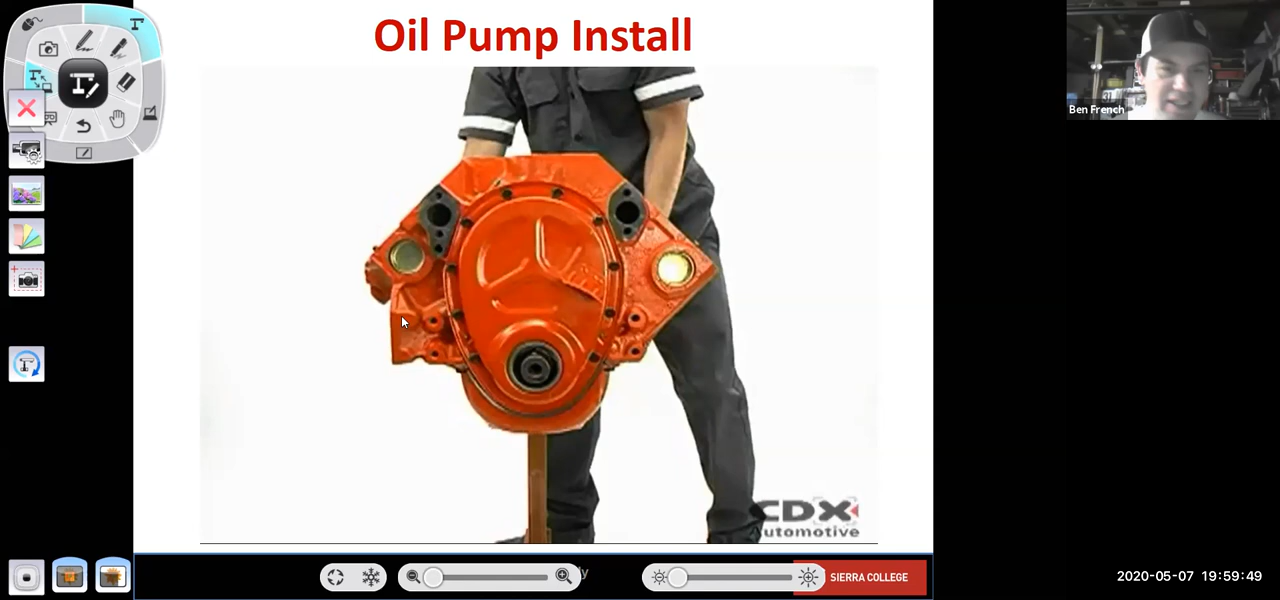 Oil Pump Install
Ben French
CDX
Automotive
SIERRA COLLEGE
2020-05-07 19:59:49